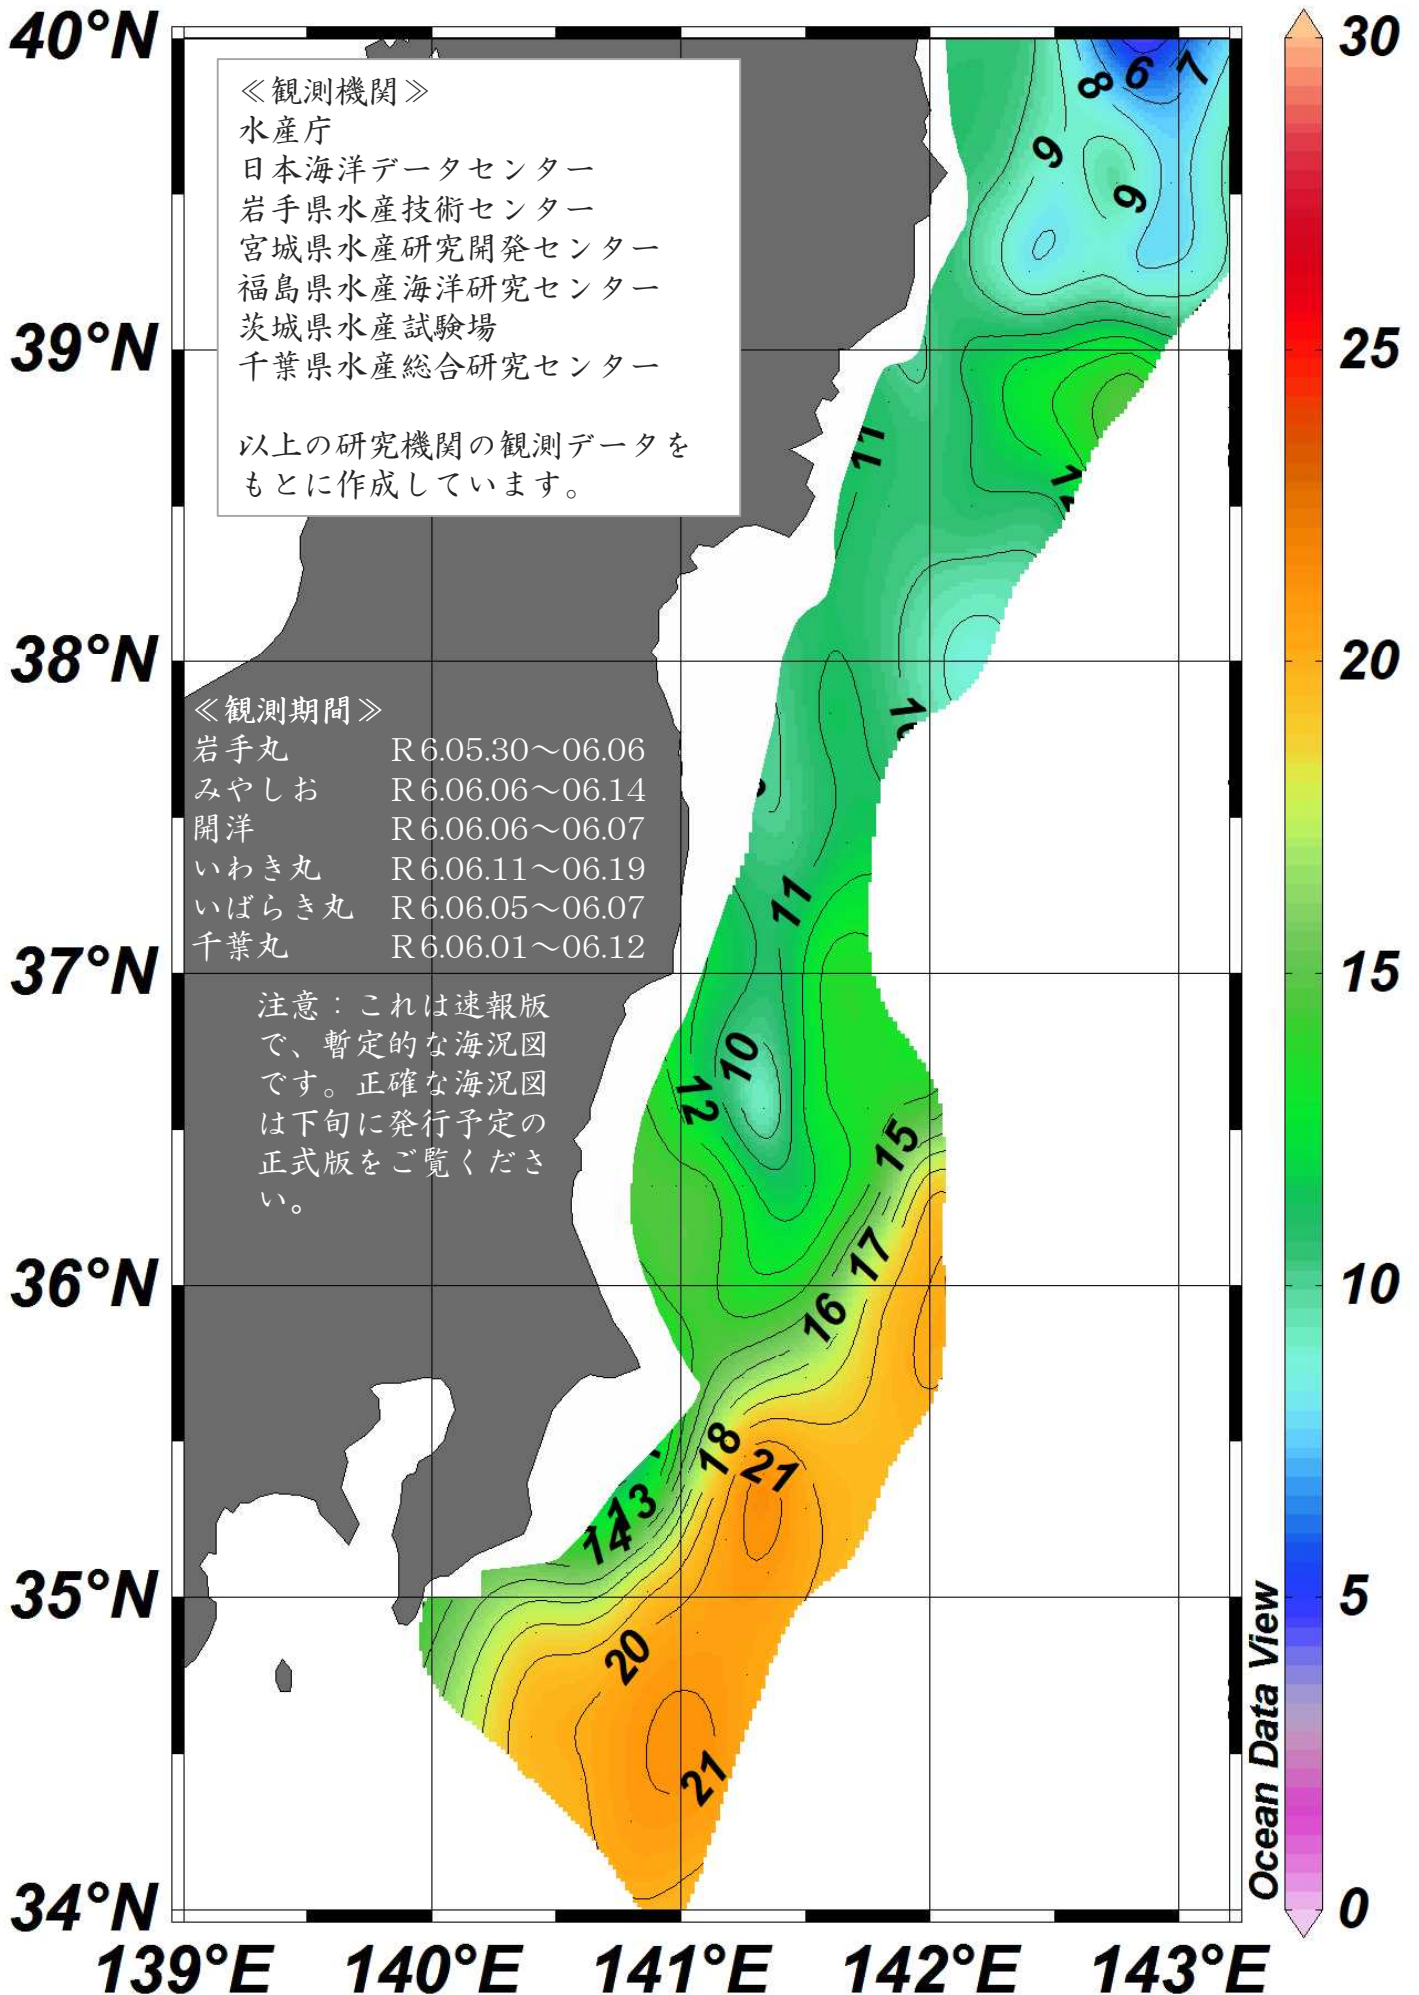 ≪観測機関≫
水産庁
日本海洋データセンター
岩手県水産技術センター
宮城県水産研究開発センター
福島県水産海洋研究センター
茨城県水産試験場
千葉県水産総合研究センター
以上の研究機関の観測データを
もとに作成しています。
≪観測期間≫
岩手丸 R6.05.30～06.06
みやしお R6.06.06～06.14
開洋 R6.06.06～06.07
いわき丸 R6.06.11～06.19
いばらき丸 R6.06.05～06.07
千葉丸 R6.06.01～06.12
注意：これは速報版
で、暫定的な海況図
です。正確な海況図
は下旬に発行予定の
正式版をご覧くださ
い。
40°N
39°N
38°N
37°N
36°N
35°N
34°N
139°E
140°E
141°E
142°E
143°E
8
6
7
9
9
11
11
10
12
15
17
16
18
21
13
14
20
21
30
25
20
15
10
5
0
Ocean Data View